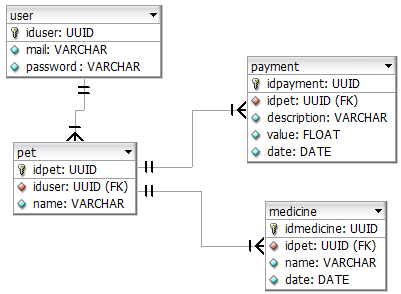 user
iduser: UUID
mail: VARCHAR
password: VARCHAR
payment
idpayment: UUID
idpet: UUID (FK)
description: VARCHAR
value: FLOAT
date: DATE
pet
idpet: UUID
iduser: UUID (FK)
name: VARCHAR
medicine
idmedicine: UUID
idpet: UUID (FK)
name: VARCHAR
date: DATE